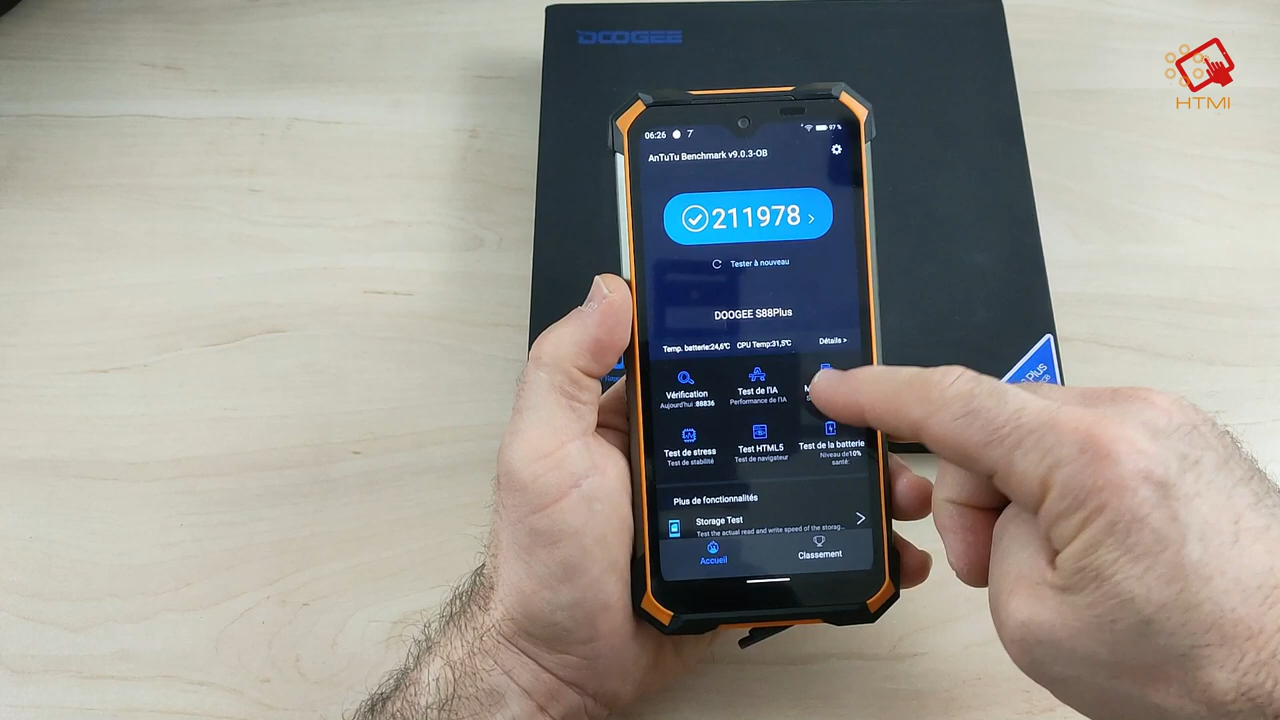 DOOGEE
HTMI
06:26 7 97 %
AnTuTu Benchmark v9.0.3-OB
211978 >
Tester à nouveau
DOOGEE S88Plus
Temp. batterie:24,6°C CPU Temp:31,5°C Détails >
Vérification
Aujourd'hui :88836
Test de l'IA
Performance de l'IA
Test de stress
Test de stabilité
Test HTML5
Test de navigateur
Test de la batterie
Niveau de10%
santé:
Plus de fonctionnalités
Storage Test
Test the actual read and write speed of the storag...
Accueil
Classement
Plus